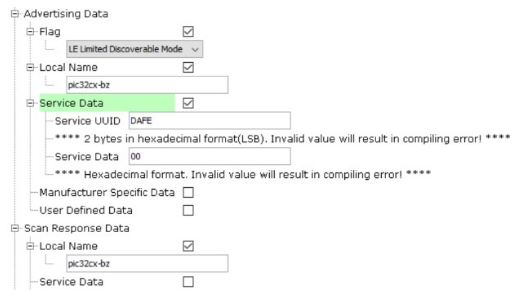 Advertising Data
Flag
LE Limited Discoverable Mode
Local Name
pic32cx-bz
Service Data
Service UUID DAFE
**** 2 bytes in hexadecimal format(LSB). Invalid value will result in compiling error! ****
Service Data 00
**** Hexadecimal format. Invalid value will result in compiling error! ****
Manufacturer Specific Data
User Defined Data
Scan Response Data
Local Name
pic32cx-bz
Service Data